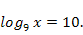 log₉ x = 10.